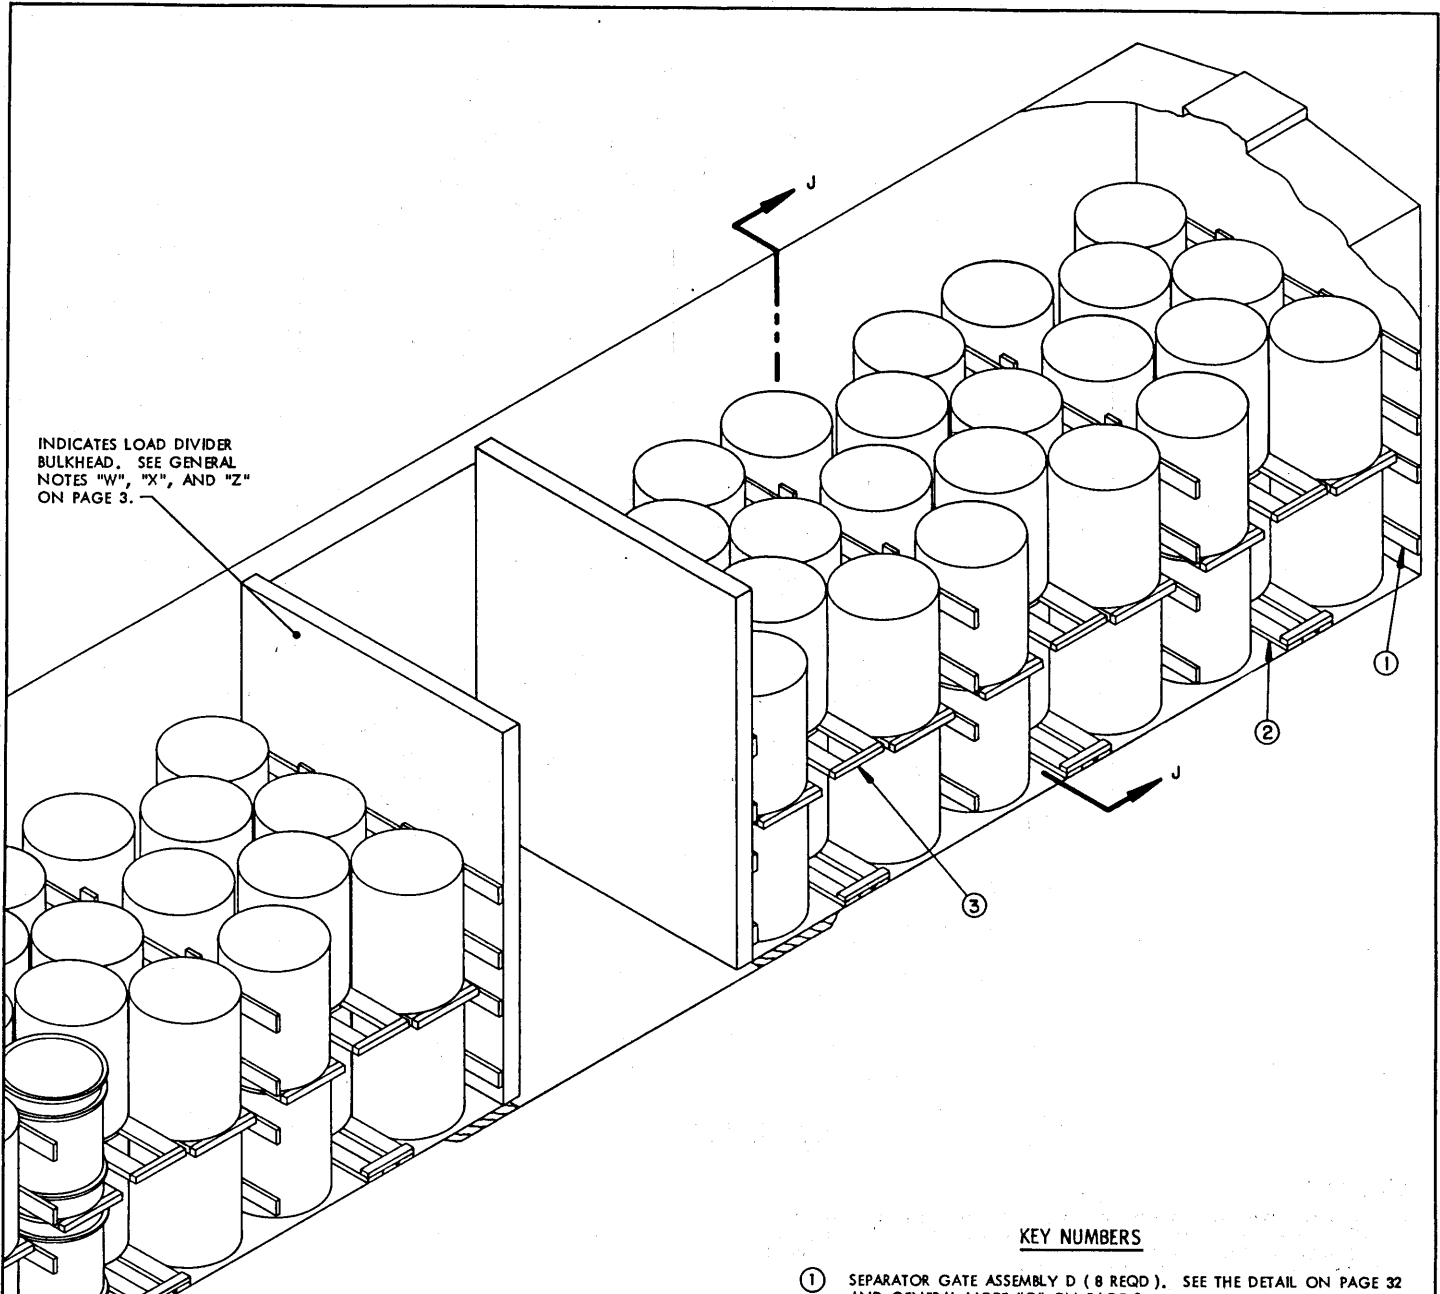 J
INDICATES LOAD DIVIDER
BULKHEAD. SEE GENERAL
NOTES "W", "X", AND "Z"
ON PAGE 3.
1
2
J
3
KEY NUMBERS
1 SEPARATOR GATE ASSEMBLY D ( 8 REQD ). SEE THE DETAIL ON PAGE 32